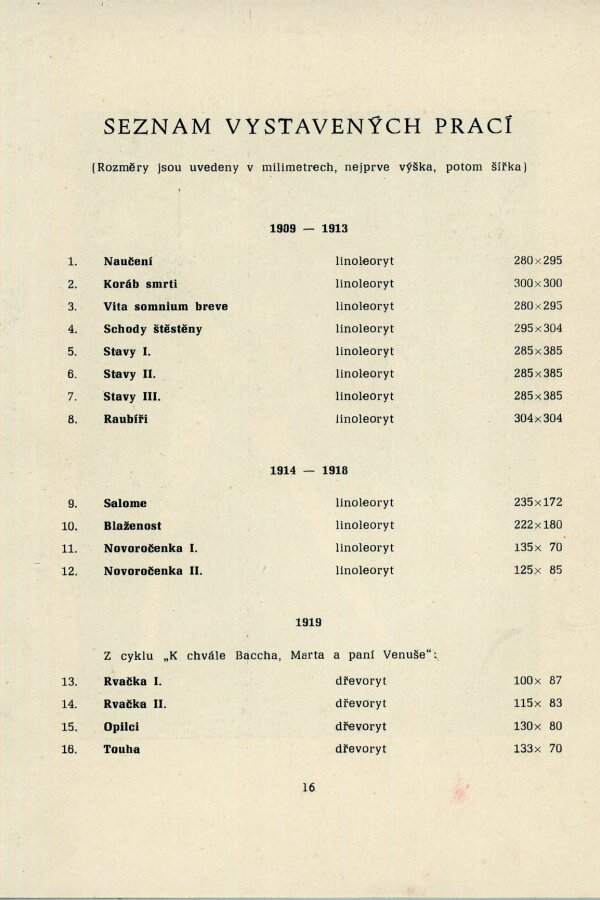 SEZNAM VYSTAVENÝCH PRACÍ
(Rozměry jsou uvedeny v milimetrech, nejprve výška, potom šířka)
1909 — 1913
1. Naučení linoleoryt 280×295
2. Koráb smrti linoleoryt 300×300
3. Vita somnium breve linoleoryt 280×295
4. Schody štěstěny linoleoryt 295×304
5. Stavy I. linoleoryt 285×385
6. Stavy II. linoleoryt 285×385
7. Stavy III. linoleoryt 285×385
8. Raubíři linoleoryt 304×304
1914 — 1918
9. Salome linoleoryt 235×172
10. Blaženost linoleoryt 222×180
11. Novoročenka I. linoleoryt 135× 70
12. Novoročenka II. linoleoryt 125× 85
1919
Z cyklu „K chvále Baccha, Marta a paní Venuše“:
13. Rvačka I. dřevoryt 100× 87
14. Rvačka II. dřevoryt 115× 83
15. Opilci dřevoryt 130× 80
16. Touha dřevoryt 133× 70
16